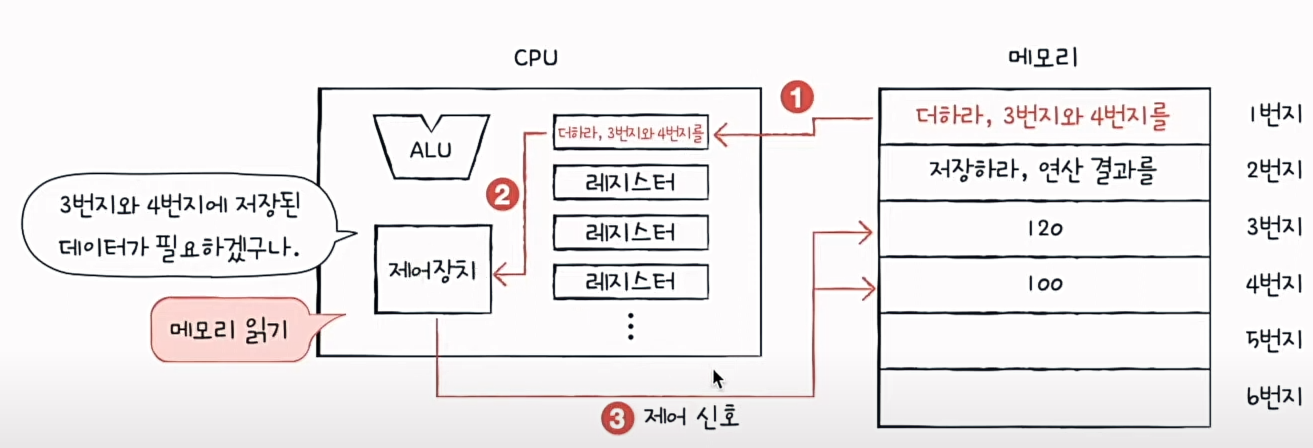 CPU
메모리
ALU
제어장치
더하라, 3번지와 4번지를
레지스터
레지스터
레지스터
3번지와 4번지에 저장된
데이터가 필요하겠구나.
메모리 읽기
1
2
3 제어 신호
더하라, 3번지와 4번지를 1번지
저장하라, 연산 결과를 2번지
120 3번지
100 4번지
5번지
6번지